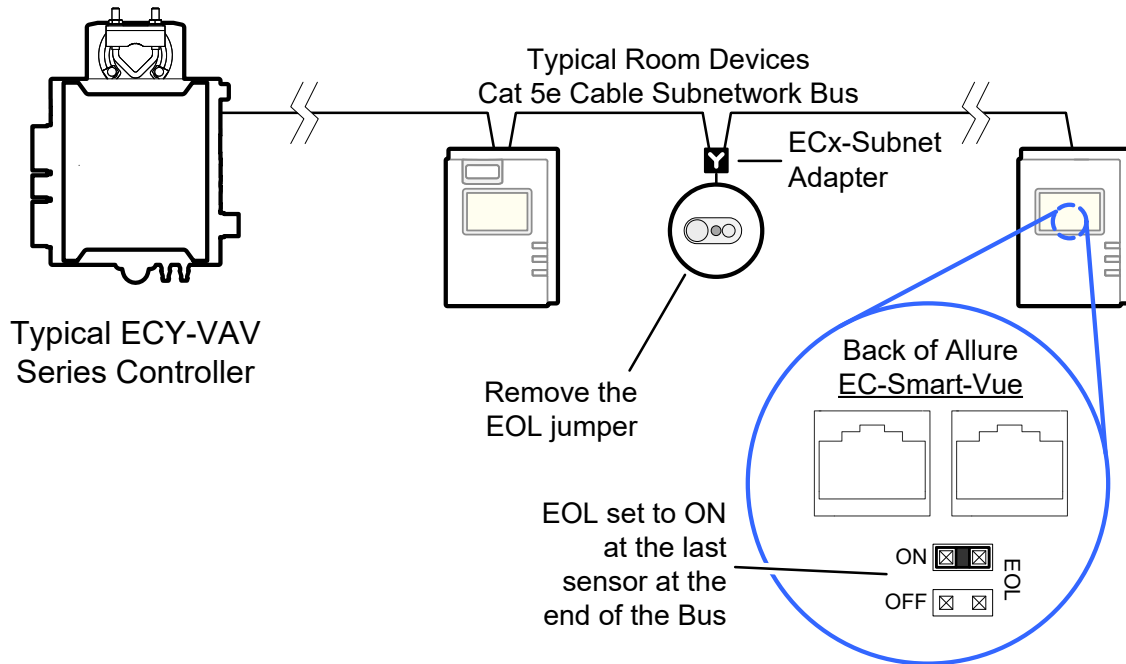 Typical Room Devices
Cat 5e Cable Subnetwork Bus
ECx-Subnet
Adapter
Typical ECY-VAV
Series Controller
Remove the
EOL jumper
Back of Allure
EC-Smart-Vue
EOL set to ON
at the last
sensor at the
end of the Bus
ON
OFF
EOL